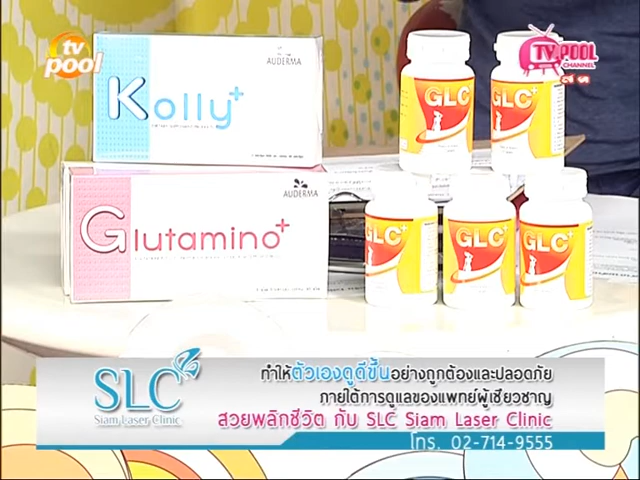 tv
pool
TV POOL
CHANNEL
สด
AUDERMA
Kolly+
AUDERMA
Glutamino+
GLC+
GLC+
GLC+
GLC+
GLC+
SLC
Siam Laser Clinic
ทำให้ตัวเองดูดีขึ้นอย่างถูกต้องและปลอดภัย
ภายใต้การดูแลของแพทย์ผู้เชี่ยวชาญ
สวยพลิกชีวิต กับ SLC Siam Laser Clinic
โทร. 02-714-9555